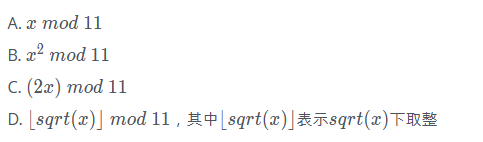 A. x mod 11
B. x² mod 11
C. (2x) mod 11
D. ⌊sqrt(x)⌋ mod 11，其中⌊sqrt(x)⌋表示sqrt(x)下取整